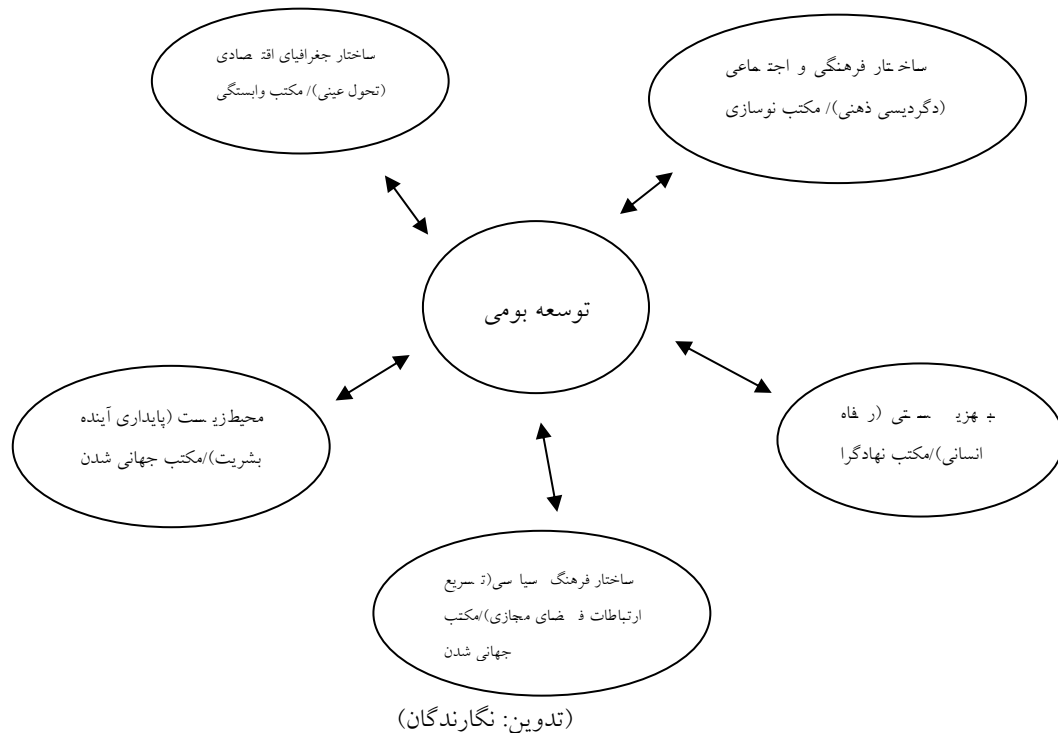 ساختار فرهنگی و اجتماعی
(دگردیسی ذهنی)/ مکتب نوسازی
ساختار جغرافیای اقتصادی
(تحول عینی)/ مکتب وابستگی
توسعه بومی
بهزیستی (رفاه
انسانی)/مکتب نهادگرا
محیط‌زیست (پایداری آینده
بشریت)/مکتب جهانی شدن
ساختار فرهنگ سیاسی(تسریع
ارتباطات فضای مجازی)/مکتب
جهانی شدن
(تدوین: نگارندگان)